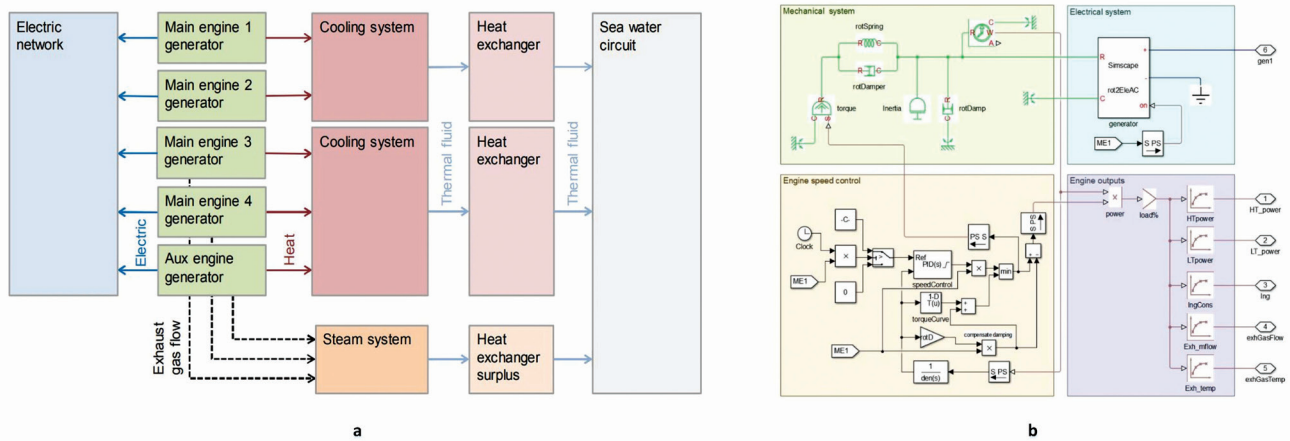 Electric
network
Main engine 1
generator
Main engine 2
generator
Main engine 3
generator
Main engine 4
generator
Aux engine
generator
Electric
Heat
Exhaust
gas flow
Cooling system
Cooling system
Steam system
Thermal fluid
Heat
exchanger
Heat
exchanger
Heat
exchanger
surplus
Thermal fluid
Sea water
circuit
a
Mechanical system
rotSpring
R C
R C
rotDamper
C
R W
A
R
C S
torque
Inertia
R
C
rotDamp
Electrical system
R
C
Simscape
rot2EleAC
+
-
on
generator
ME1
S PS
6
gen1
Engine speed control
Clock
ME1
-C-
×
0
>
Ref
PID(s)
speedControl
PS S
×
min
S PS
1-D
T(u)
torqueCurve
rotD
compensate damping
×
ME1
1
den(s)
S PS
Engine outputs
×
power
load%
HTpower
1
HT_power
LTpower
2
LT_power
lngCons
3
lng
Exh_mflow
4
exhGasFlow
Exh_temp
5
exhGasTemp
b